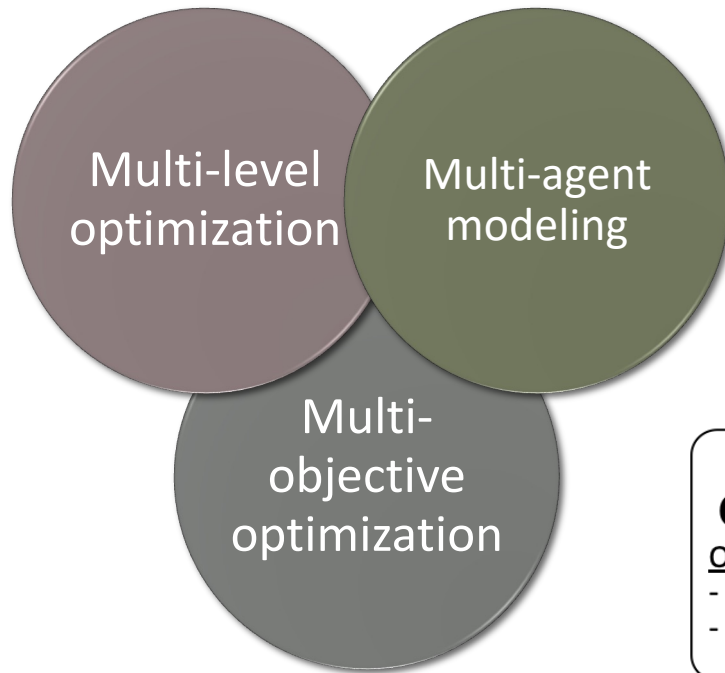 Multi-level
optimization
Multi-agent
modeling
Multi-
objective
optimization
-
-